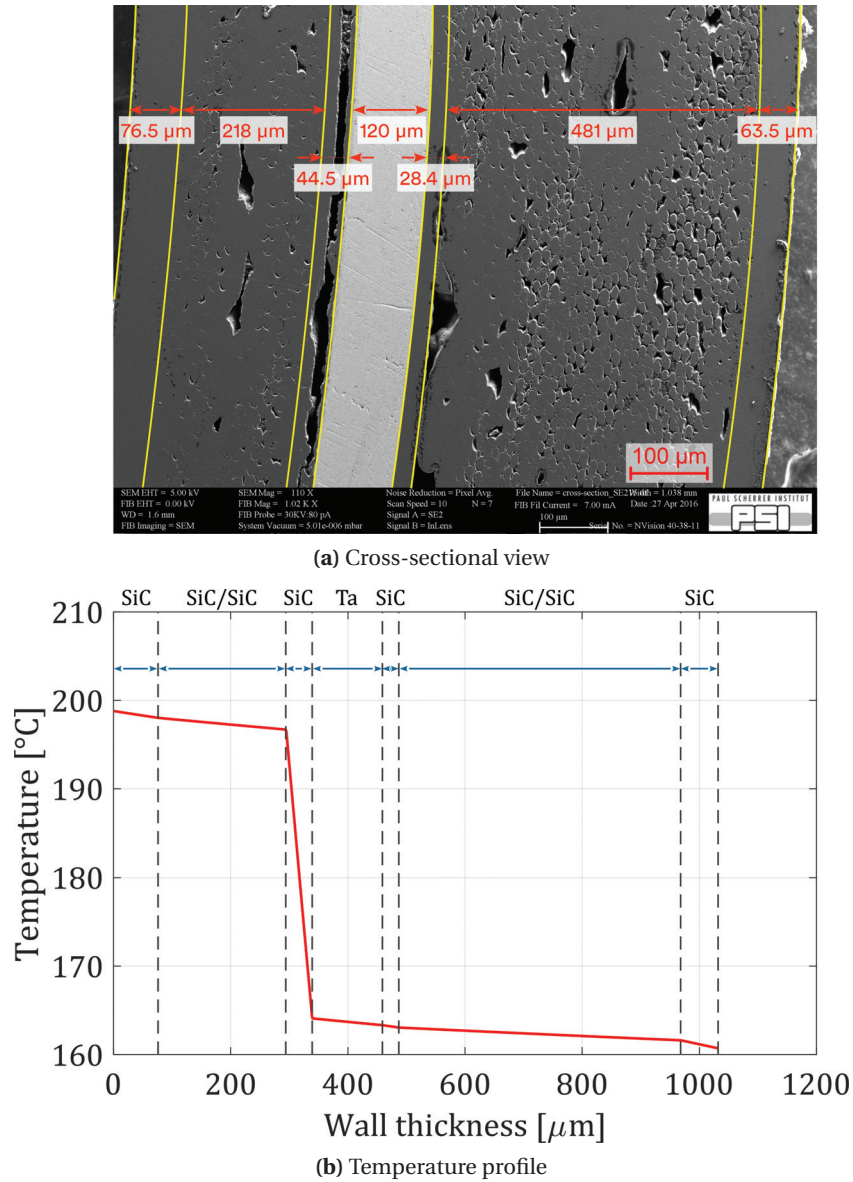 76.5 μm
218 μm
120 μm
481 μm
63.5 μm
44.5 μm
28.4 μm
100 μm
SEM EHT = 5.00 kV
FIB EHT = 0.00 kV
WD = 1.6 mm
FIB Imaging = SEM
SEM Mag = 110 X
FIB Mag = 1.02 K X
FIB Probe = 30KV:80 pA
System Vacuum = 5.01e-006 mbar
Noise Reduction = Pixel Avg.
Scan Speed = 10 N = 7
Signal A = SE2
Signal B = InLens
File Name =
FIB Fil Current = 7.00 mA
100 μm
= 1.038 mm
Date :27 Apr 2016
Serial No. = NVision 40-38-11
PAUL SCHERRER INSTITUT
PSI
(a) Cross-sectional view
SiC SiC/SiC SiC Ta SiC SiC/SiC SiC
210
200
190
180
170
160
0 200 400 600 800 1000 1200
Temperature [°C]
Wall thickness [μm]
(b) Temperature profile